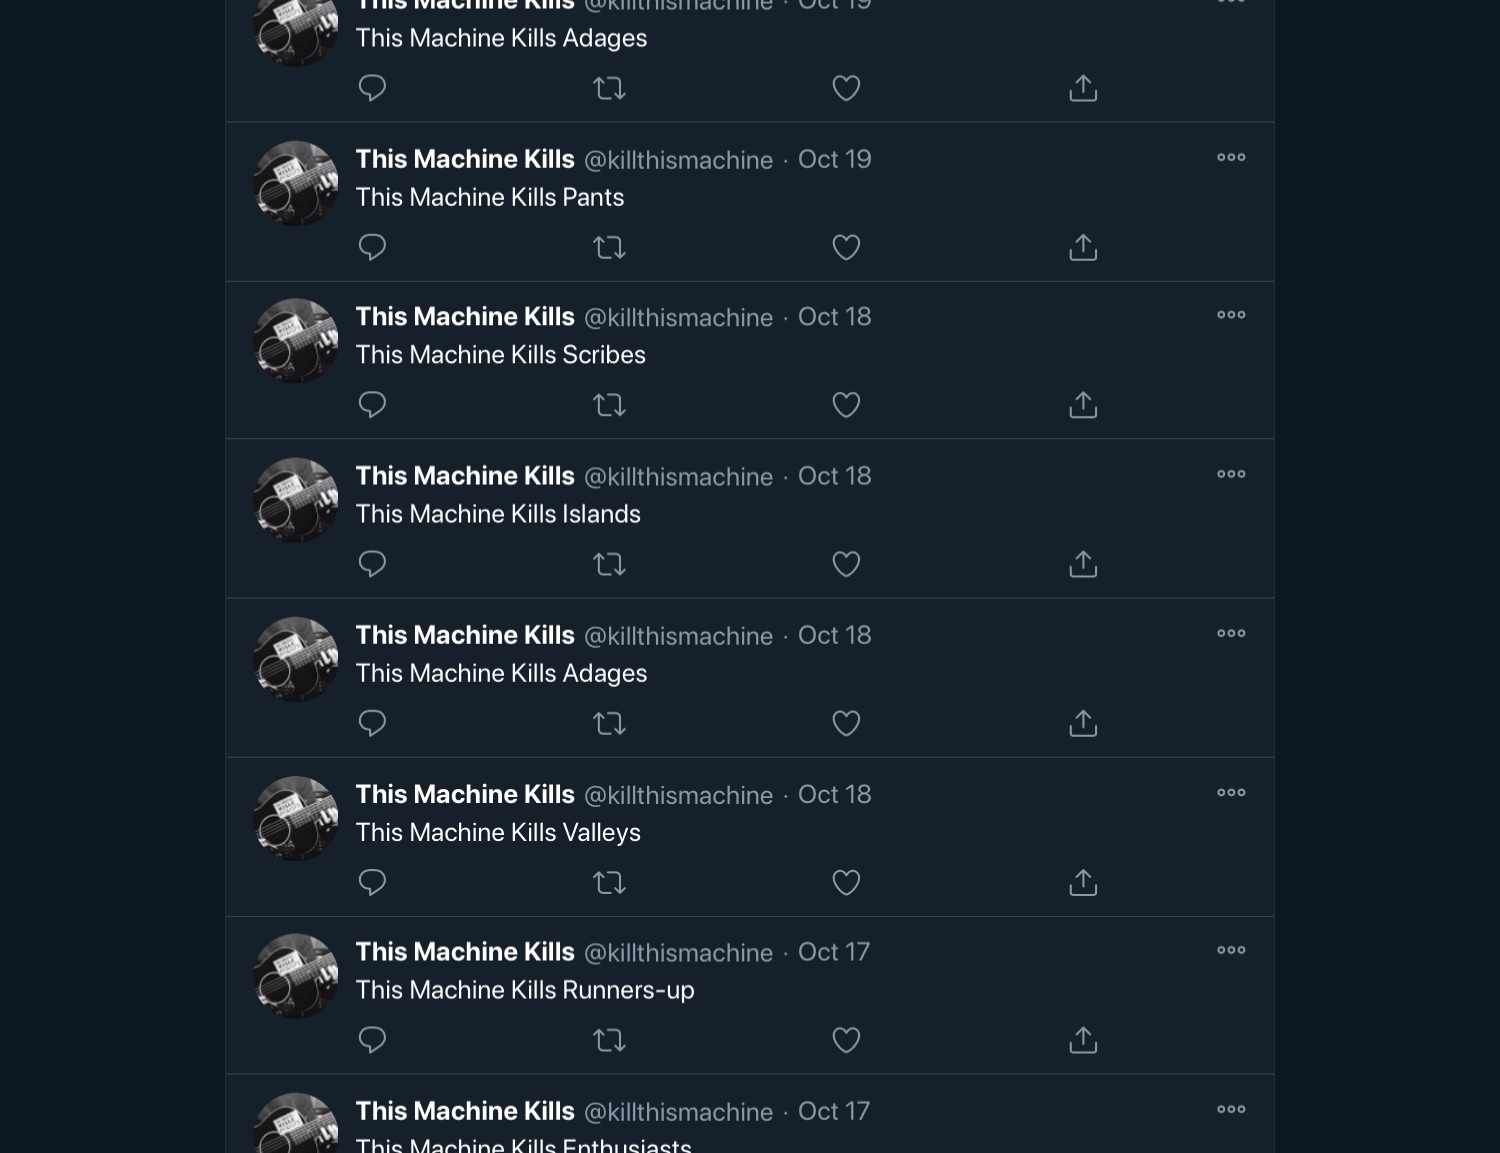 This Machine Kills @killthismachine · Oct 19
This Machine Kills Adages
This Machine Kills @killthismachine · Oct 19
This Machine Kills Pants
This Machine Kills @killthismachine · Oct 18
This Machine Kills Scribes
This Machine Kills @killthismachine · Oct 18
This Machine Kills Islands
This Machine Kills @killthismachine · Oct 18
This Machine Kills Adages
This Machine Kills @killthismachine · Oct 18
This Machine Kills Valleys
This Machine Kills @killthismachine · Oct 17
This Machine Kills Runners-up
This Machine Kills @killthismachine · Oct 17
This Machine Kills Enthusiasts